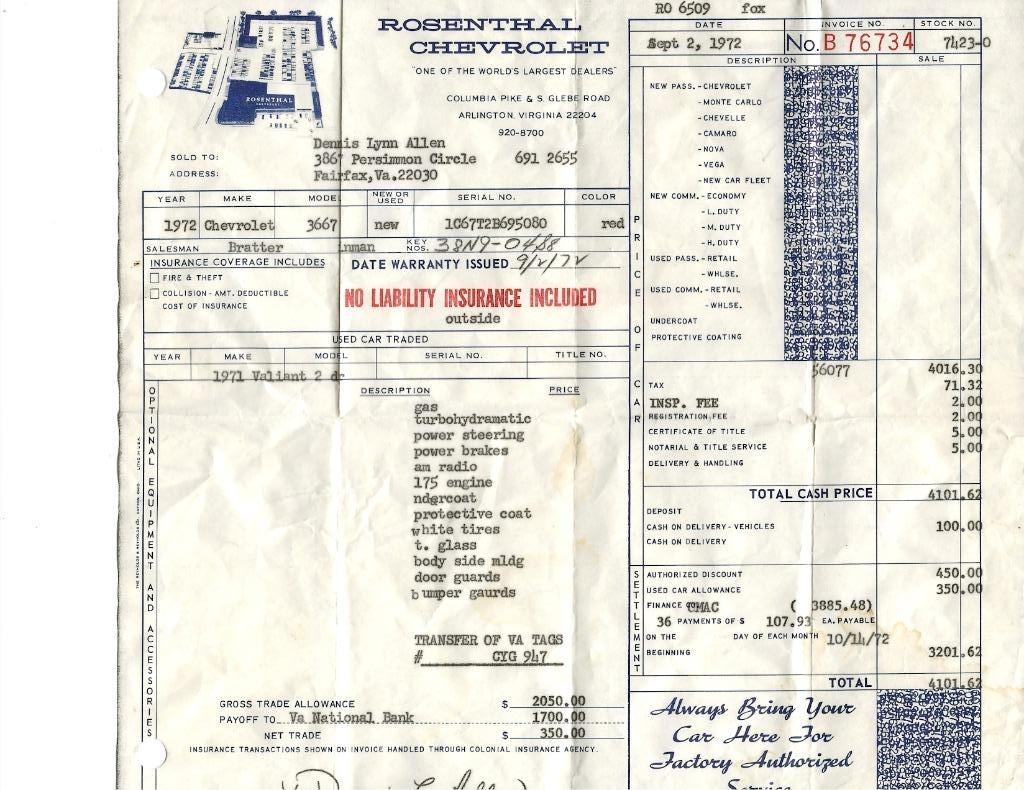 RO 6509 fox
ROSENTHAL
CHEVROLET
"ONE OF THE WORLD'S LARGEST DEALERS"
COLUMBIA PIKE & S. GLEBE ROAD
ARLINGTON, VIRGINIA 22204
920-8700
ROSENTHAL
DATE INVOICE NO. STOCK NO.
Sept 2, 1972 No. B 76734 7423-0
SOLD TO: Dennis Lynn Allen
ADDRESS: 3867 Persimmon Circle 691 2655
Fairfax,Va.22030
YEAR MAKE MODEL NEW OR USED SERIAL NO. COLOR
1972 Chevrolet 3667 new 1C67T2B695080 red
SALESMAN Bratter inman KEY NOS. 38N9-0488
INSURANCE COVERAGE INCLUDES DATE WARRANTY ISSUED 9/2/72
FIRE & THEFT
COLLISION - AMT. DEDUCTIBLE
COST OF INSURANCE
NO LIABILITY INSURANCE INCLUDED
outside
USED CAR TRADED
YEAR MAKE MODEL SERIAL NO. TITLE NO.
1971 Valiant 2 dr
OPTIONAL EQUIPMENT AND ACCESSORIES
DESCRIPTION PRICE
gas
turbohydramatic
power steering
power brakes
am radio
175 engine
ndercoat
protective coat
white tires
t. glass
body side mldg
door guards
bumper gaurds
TRANSFER OF VA TAGS
# CYG 947
GROSS TRADE ALLOWANCE $ 2050.00
PAYOFF TO Va National Bank 1700.00
NET TRADE $ 350.00
INSURANCE TRANSACTIONS SHOWN ON INVOICE HANDLED THROUGH COLONIAL INSURANCE AGENCY.
DESCRIPTION SALE
PRICE OF CAR
NEW PASS. - CHEVROLET
- MONTE CARLO
- CHEVELLE
- CAMARO
- NOVA
- VEGA
- NEW CAR FLEET
NEW COMM. - ECONOMY
- L. DUTY
- M. DUTY
- H. DUTY
USED PASS. - RETAIL
- WHLSE.
USED COMM. - RETAIL
- WHLSE.
UNDERCOAT
PROTECTIVE COATING
56077 4016.30
TAX 71.32
INSP. FEE 2.00
REGISTRATION FEE 2.00
CERTIFICATE OF TITLE 5.00
NOTARIAL & TITLE SERVICE 5.00
DELIVERY & HANDLING
TOTAL CASH PRICE 4101.62
DEPOSIT
CASH ON DELIVERY - VEHICLES 100.00
CASH ON DELIVERY
SETTLEMENT
AUTHORIZED DISCOUNT 450.00
USED CAR ALLOWANCE 350.00
FINANCE GMAC ( 3885.48)
36 PAYMENTS OF $ 107.93 EA. PAYABLE
ON THE DAY OF EACH MONTH 10/14/72
BEGINNING 3201.62
TOTAL 4101.62
Always Bring Your
Car Here For
Factory Authorized
Service